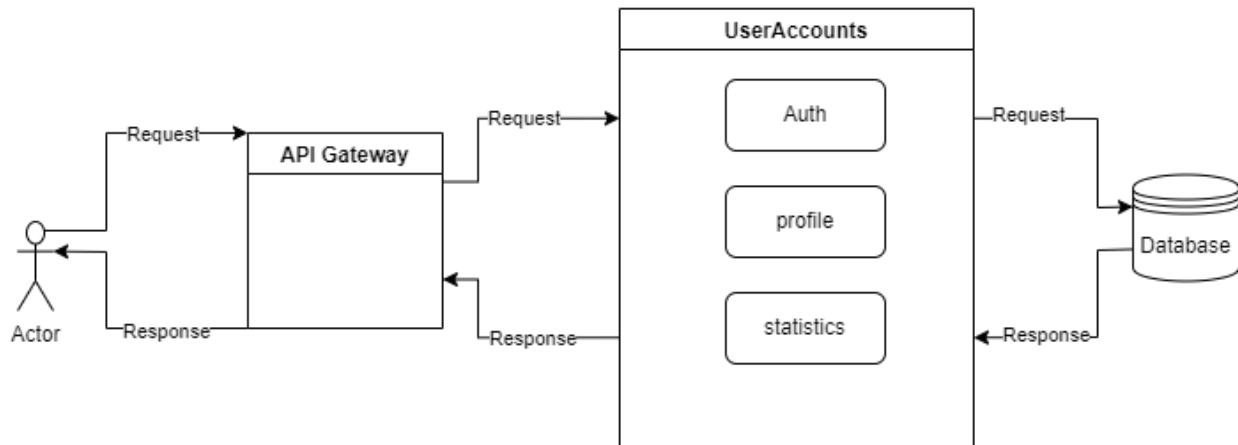 UserAccounts
Auth
Request
Request
Request
API Gateway
profile
Database
statistics
Actor
Response
Response
Response